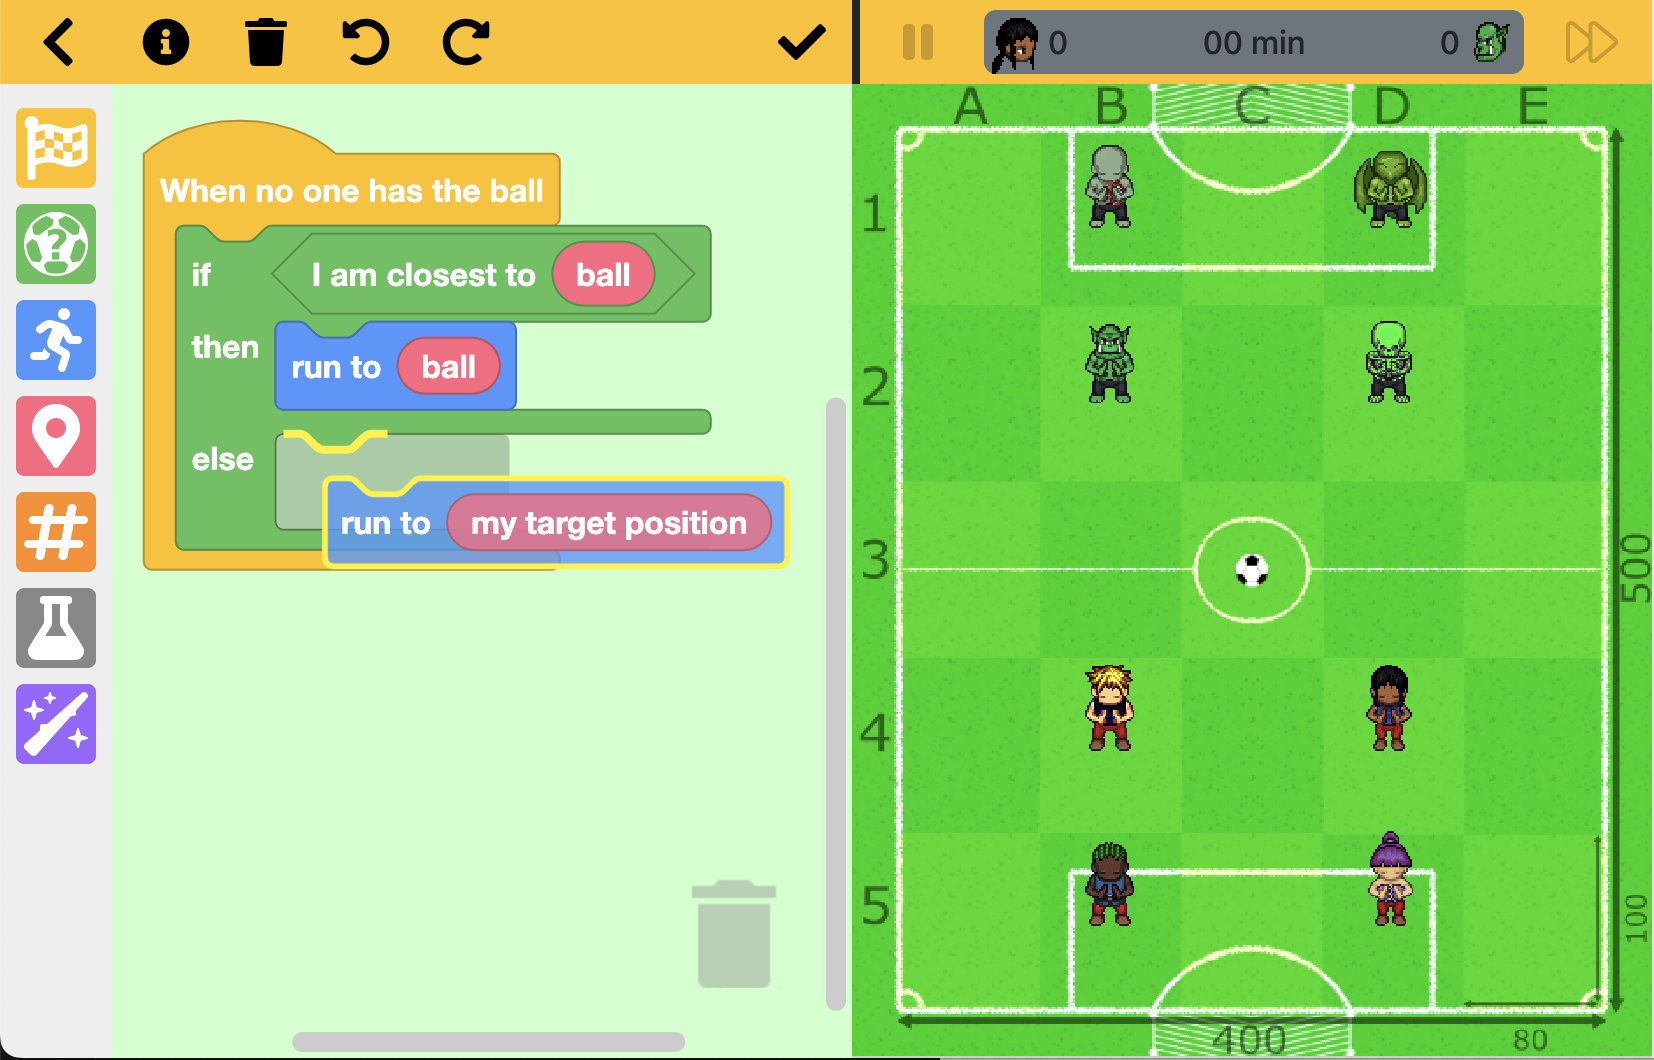 When no one has the ball
if I am closest to ball
then run to ball
else
run to my target position
0 00 min 0
A B C D E
1
2
3
4
5
500
100
400
80